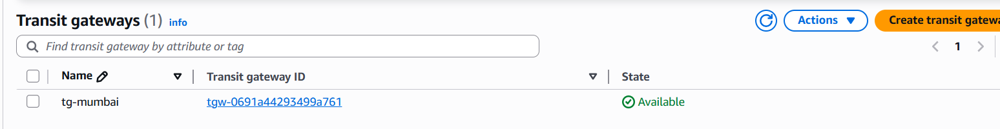 Transit gateways (1) info
Actions
Create transit gatewa
Find transit gateway by attribute or tag
1
Name
Transit gateway ID
State
tg-mumbai
tgw-0691a44293499a761
Available